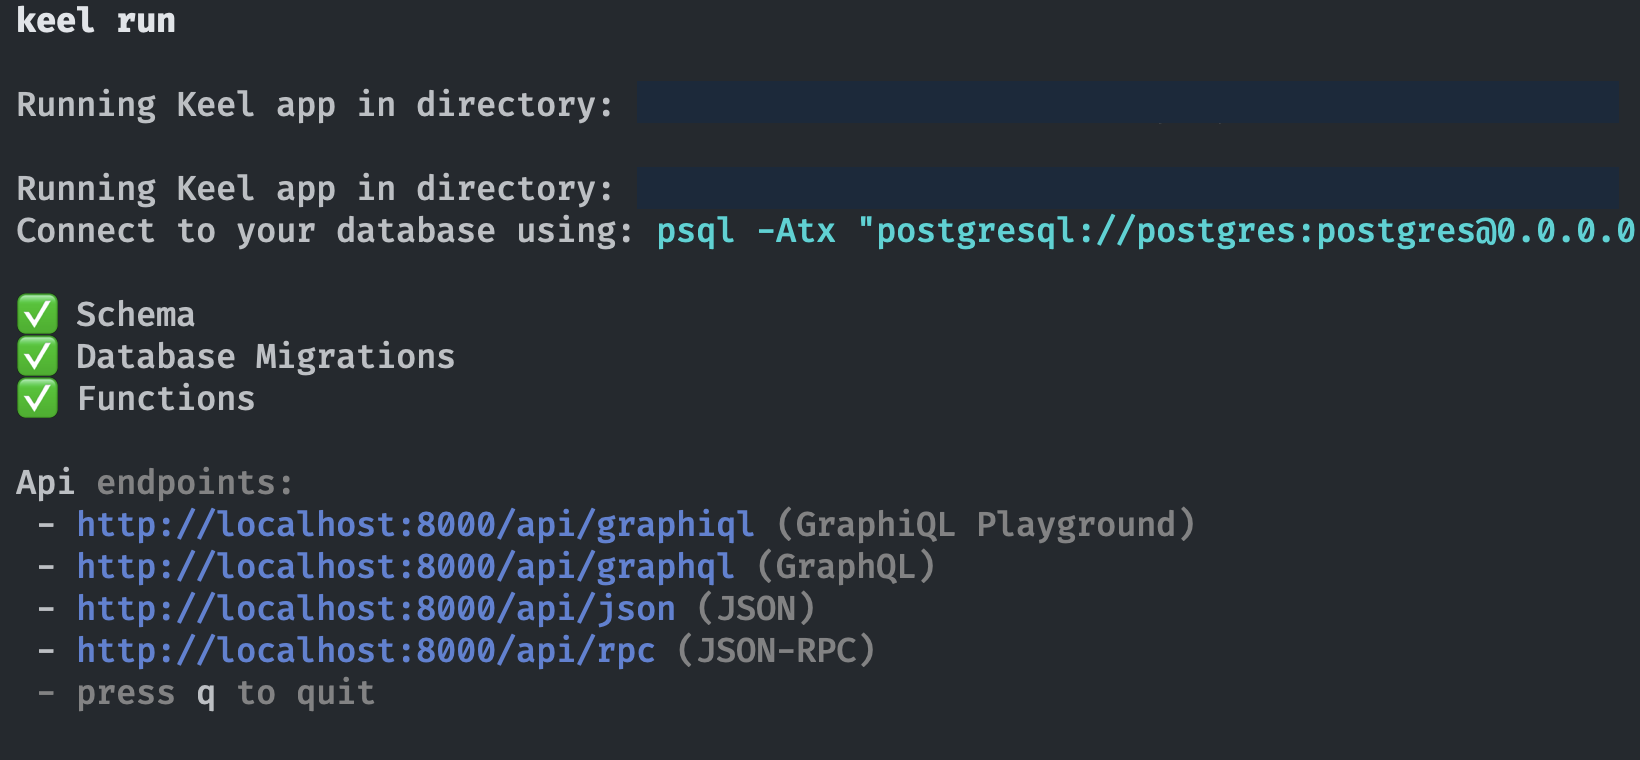 keel run
Running Keel app in directory:
Running Keel app in directory:
Connect to your database using: psql -Atx "postgresql://postgres:postgres@0.0.0.0
✅ Schema
✅ Database Migrations
✅ Functions
Api endpoints:
- http://localhost:8000/api/graphiql (GraphiQL Playground)
- http://localhost:8000/api/graphql (GraphQL)
- http://localhost:8000/api/json (JSON)
- http://localhost:8000/api/rpc (JSON-RPC)
- press q to quit